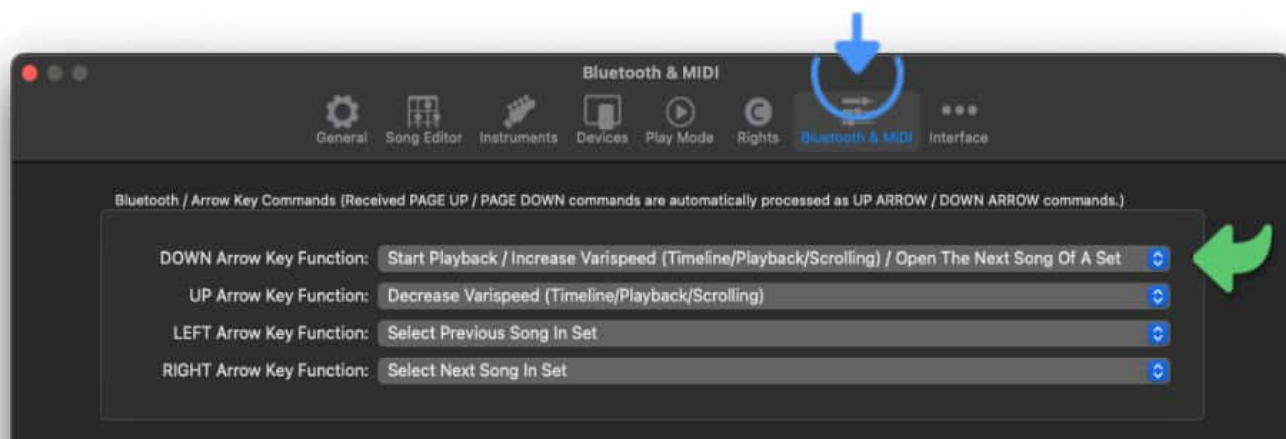 Bluetooth & MIDI
General Song Editor Instruments Devices Play Mode Rights Bluetooth & MIDI Interface
Bluetooth / Arrow Key Commands (Received PAGE UP / PAGE DOWN commands are automatically processed as UP ARROW / DOWN ARROW commands.)
DOWN Arrow Key Function: Start Playback / Increase Varispeed (Timeline/Playback/Scrolling) / Open The Next Song Of A Set
UP Arrow Key Function: Decrease Varispeed (Timeline/Playback/Scrolling)
LEFT Arrow Key Function: Select Previous Song In Set
RIGHT Arrow Key Function: Select Next Song In Set